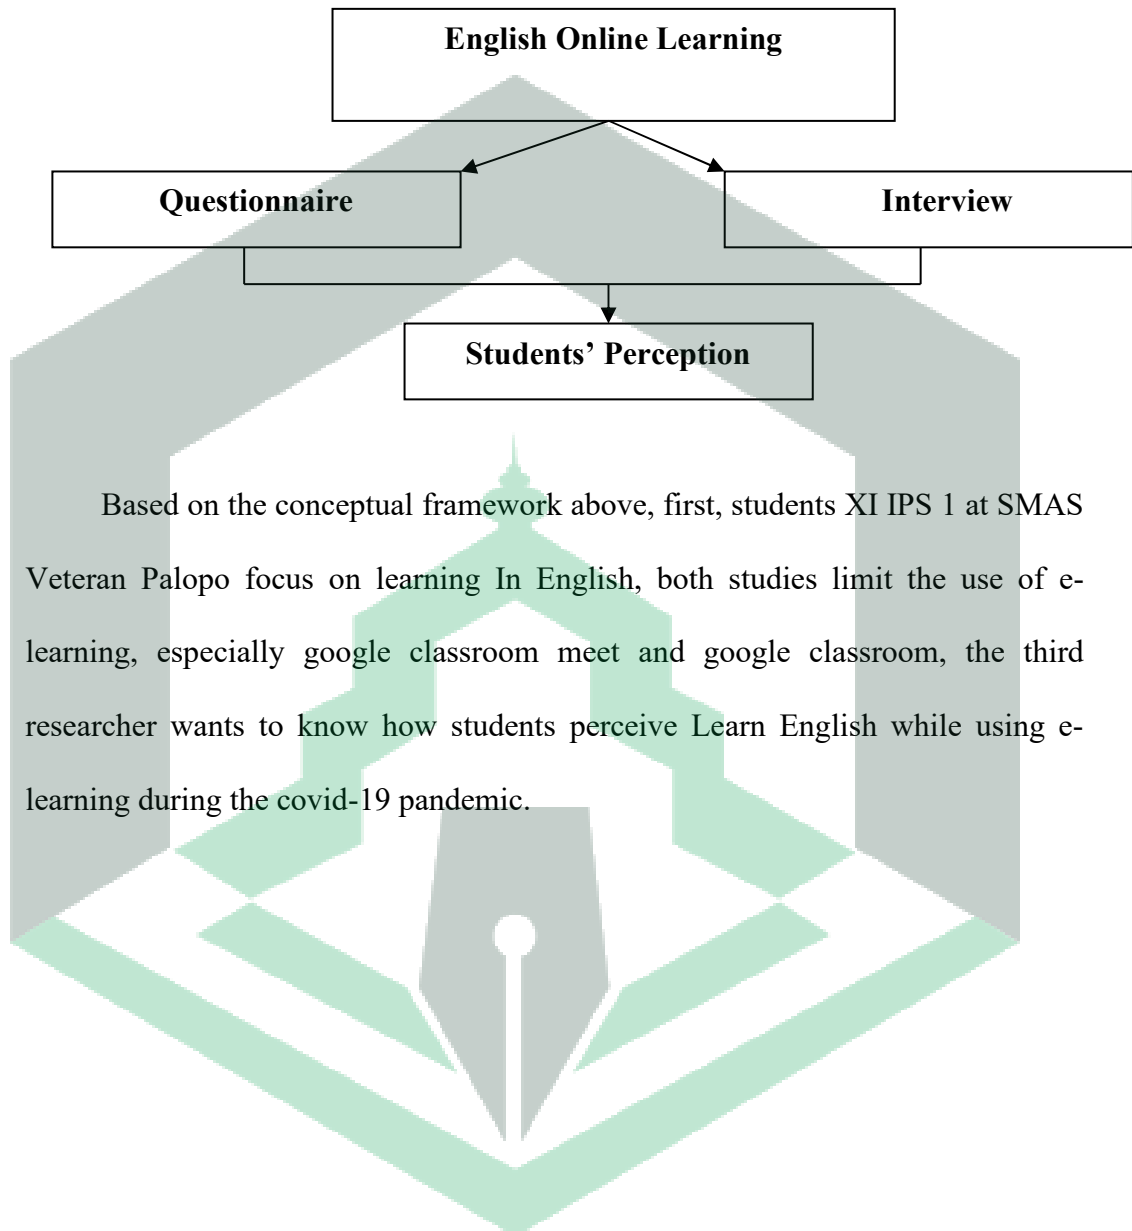 English Online Learning
Questionnaire
Interview
Students’ Perception
Based on the conceptual framework above, first, students XI IPS 1 at SMAS
Veteran Palopo focus on learning In English, both studies limit the use of e-
learning, especially google classroom meet and google classroom, the third
researcher wants to know how students perceive Learn English while using e-
learning during the covid-19 pandemic.